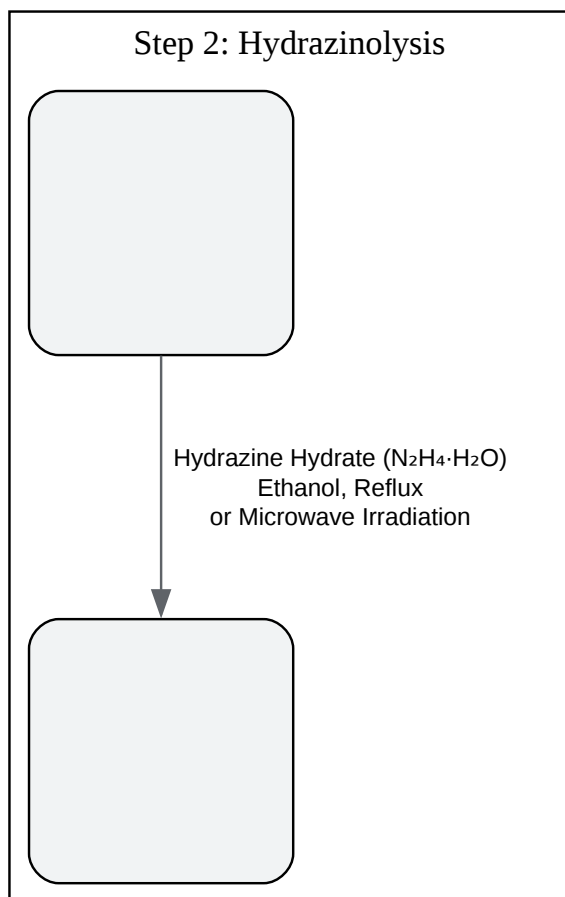 Step 2: Hydrazinolysis
Hydrazine Hydrate (N₂H₄·H₂O)
Ethanol, Reflux
or Microwave Irradiation